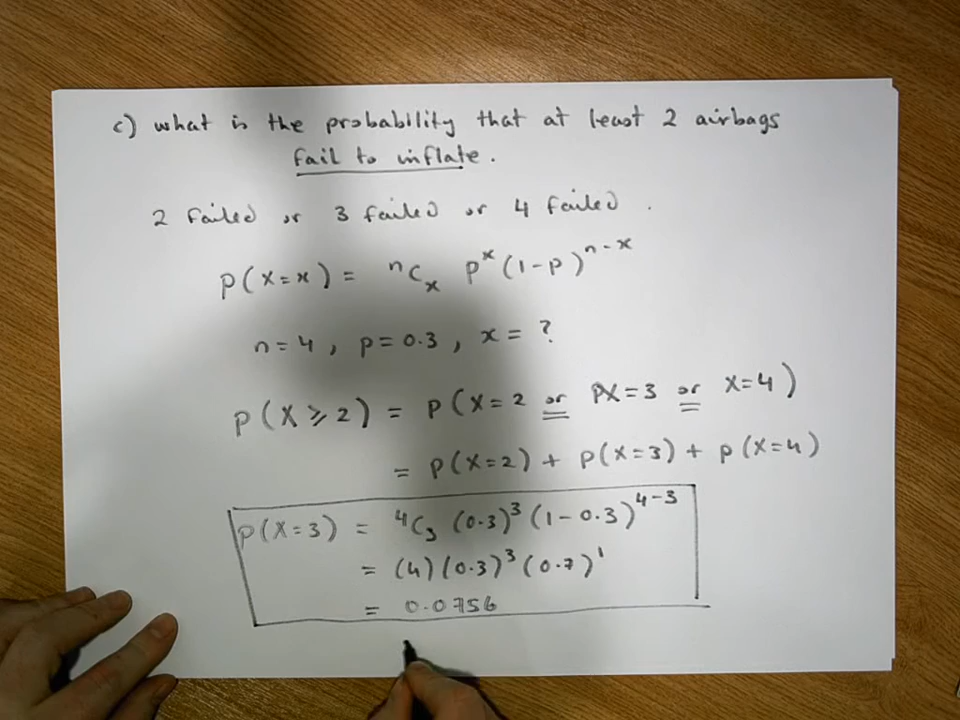 c) what is the probability that at least 2 airbags
fail to inflate.
2 failed or 3 failed or 4 failed.
P(X=x) = ⁿCₓ pˣ(1-p)ⁿ⁻ˣ
n=4, p=0.3, x=?
P(X⩾2) = P(X=2 or PX=3 or X=4)
= P(X=2) + P(X=3) + P(X=4)
P(X=3) = ⁴C₃ (0.3)³ (1-0.3)⁴⁻³
= (4)(0.3)³(0.7)¹
= 0.0756